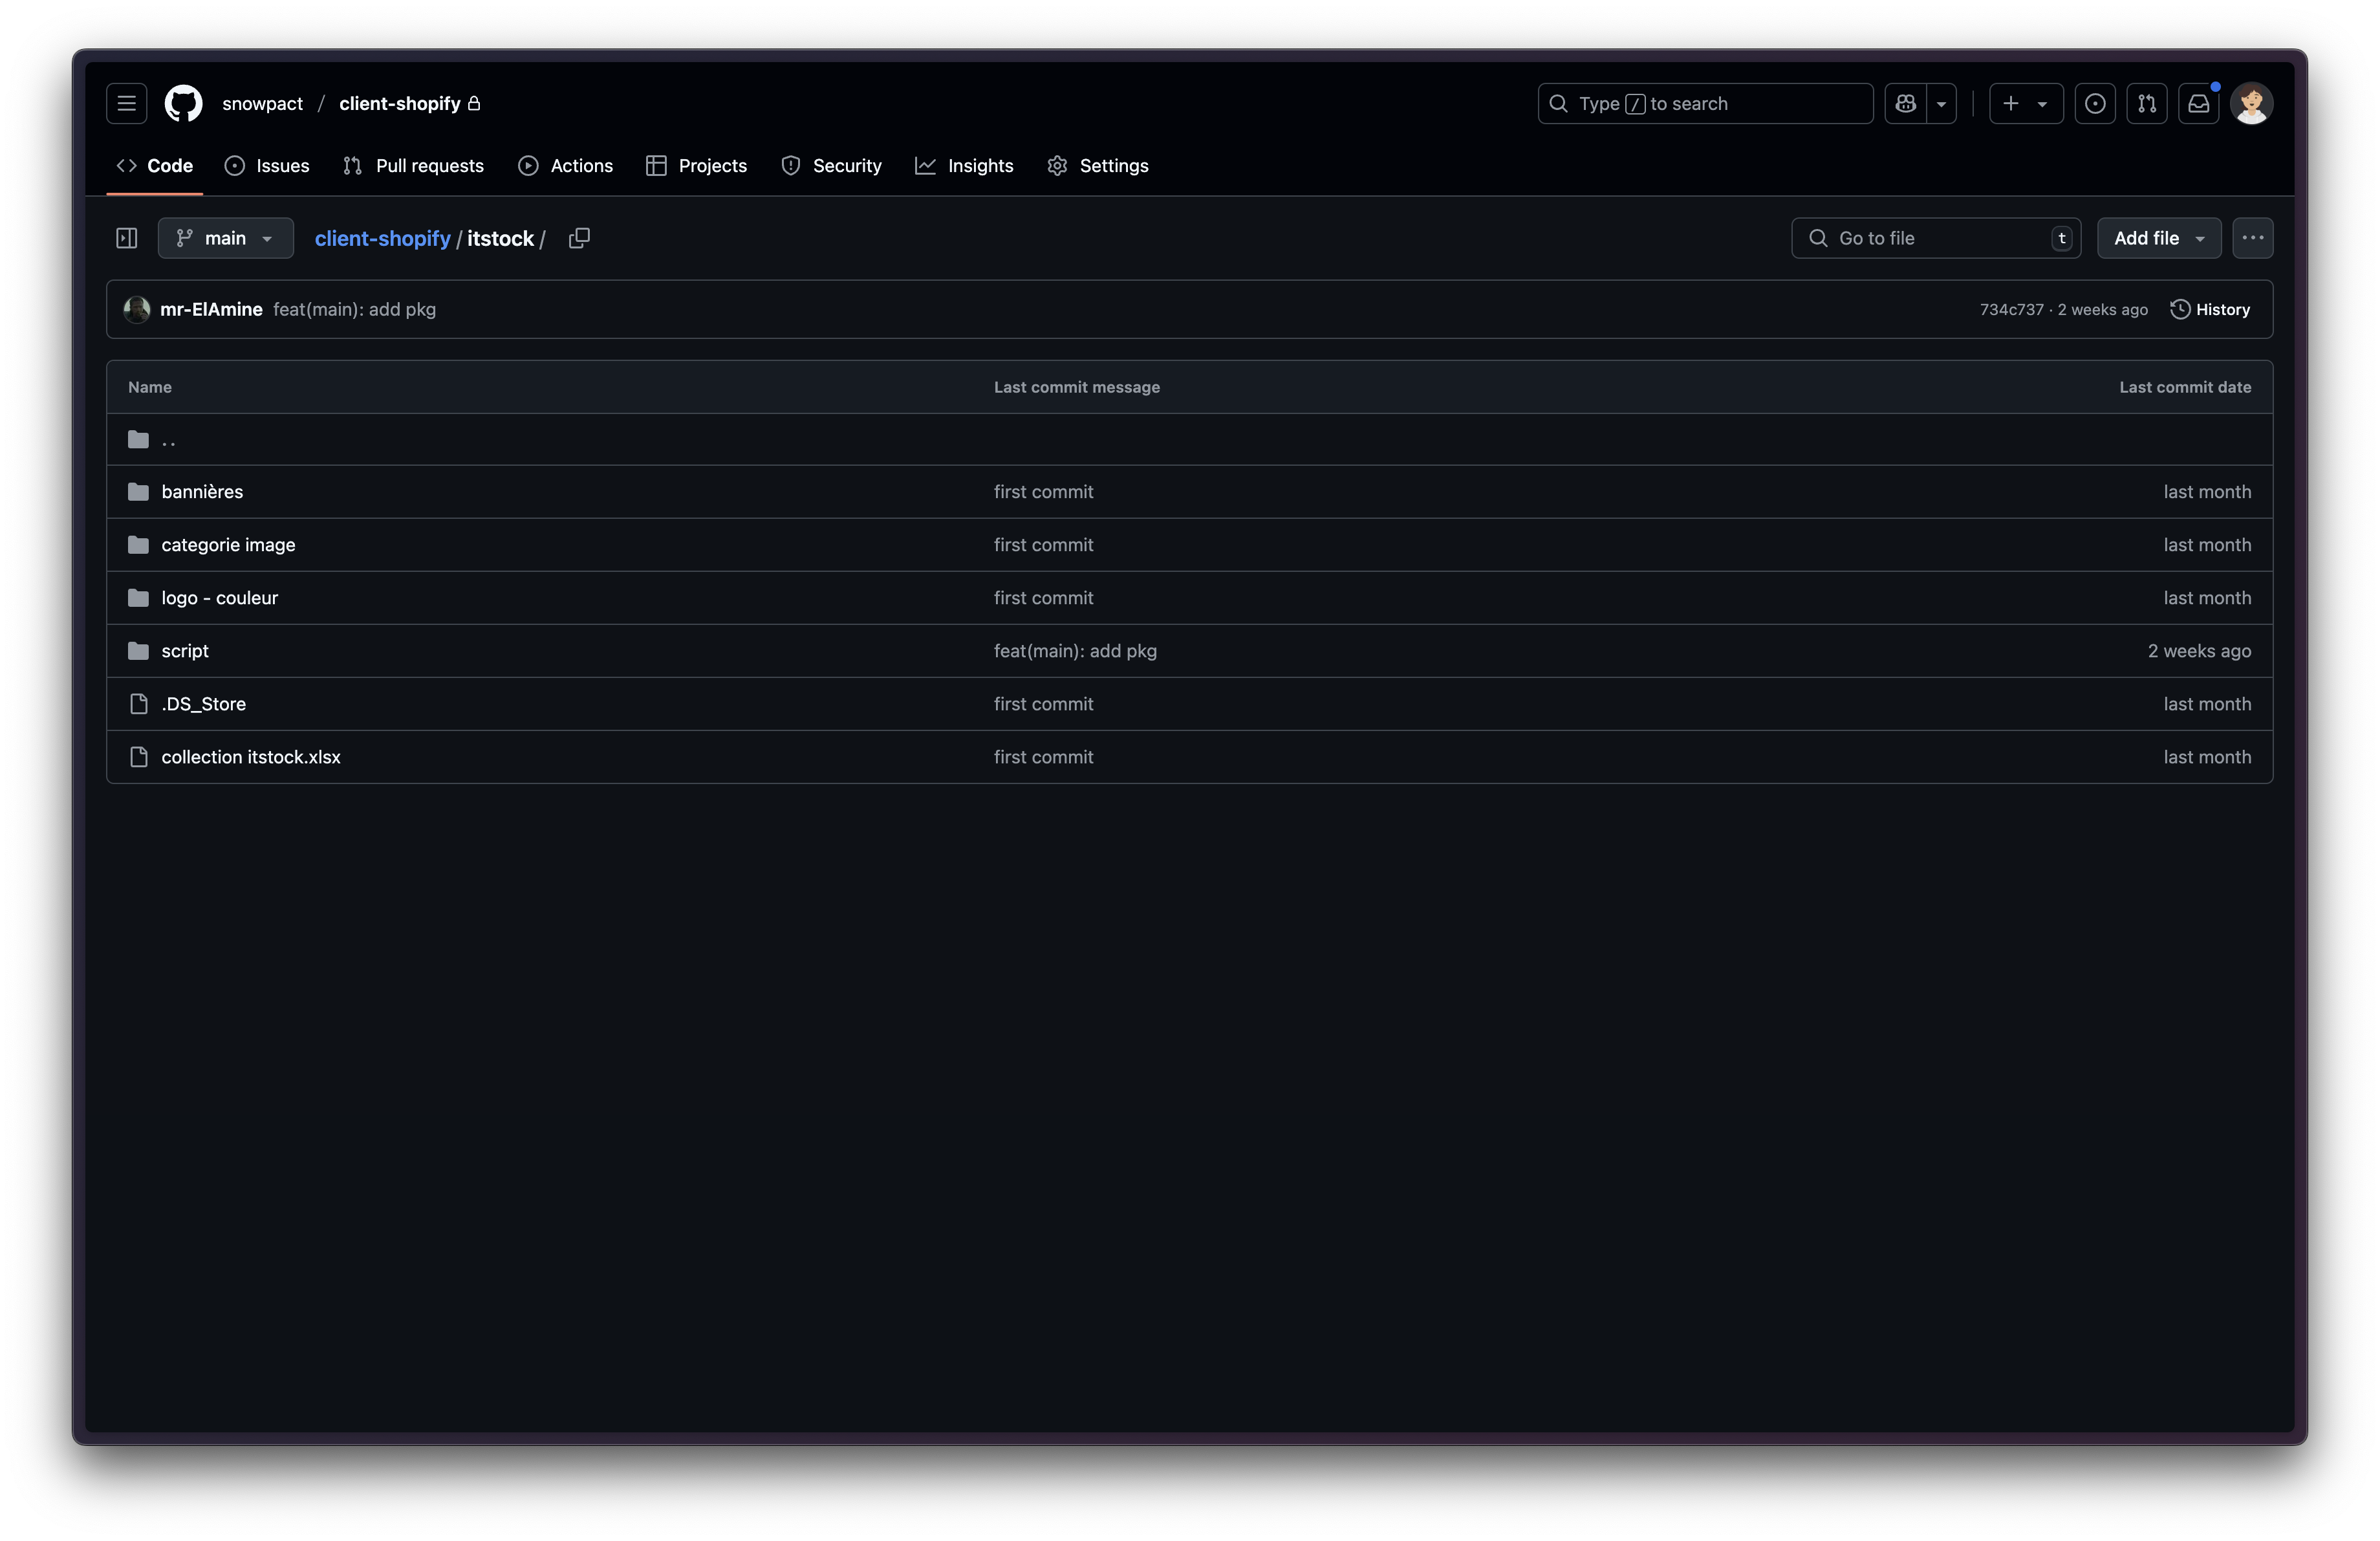 snowpact / client-shopify
Type / to search
Code Issues Pull requests Actions Projects Security Insights Settings
main client-shopify / itstock /
Go to file t Add file
mr-ElAmine feat(main): add pkg 734c737 · 2 weeks ago History
Name Last commit message Last commit date
..
bannières first commit last month
categorie image first commit last month
logo - couleur first commit last month
script feat(main): add pkg 2 weeks ago
.DS_Store first commit last month
collection itstock.xlsx first commit last month